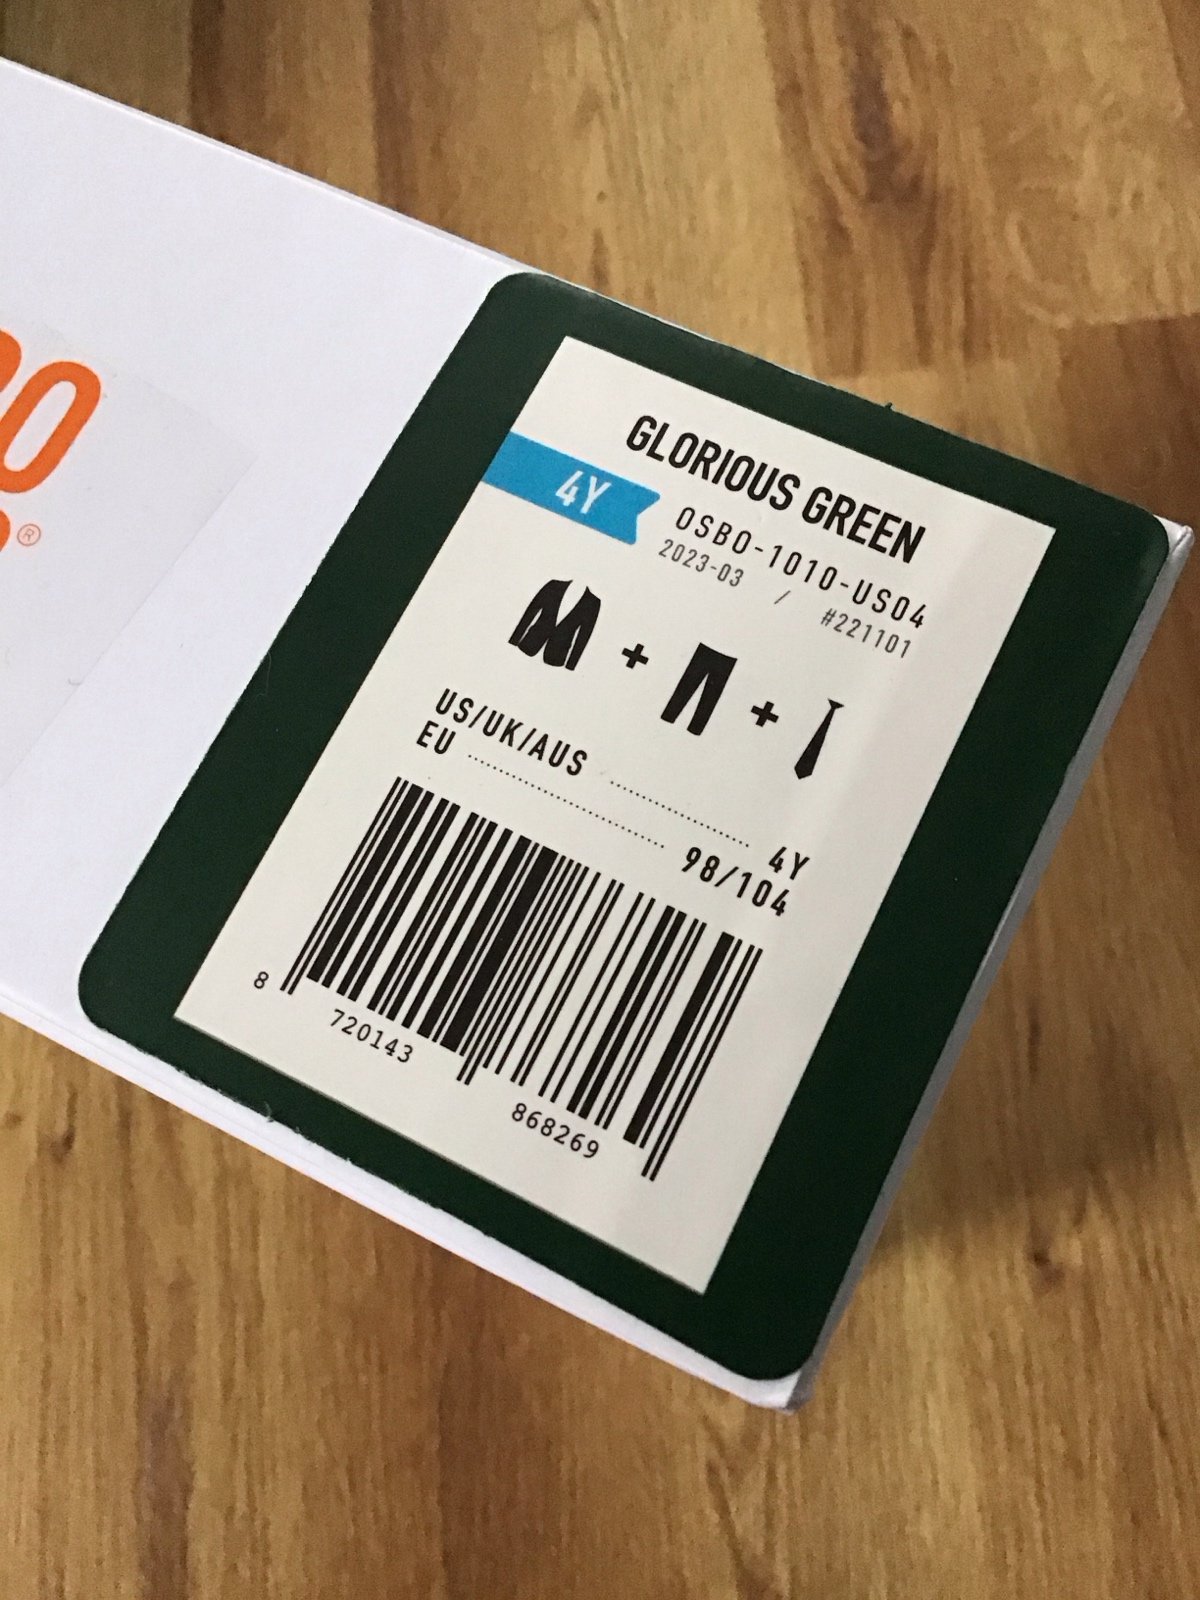 ®
GLORIOUS GREEN
4Y
OSBO-1010-US04
2023-03 / #221101
+ +
US/UK/AUS .......... 4Y
EU .......... 98/104
8 720143 868269